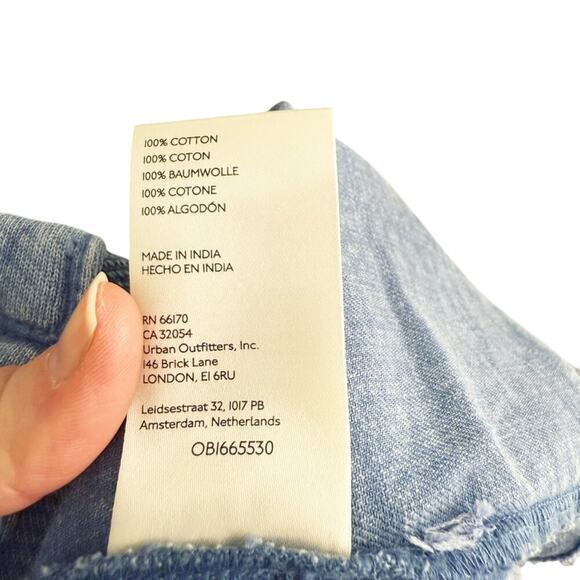 100% COTTON
100% COTON
100% BAUMWOLLE
100% COTONE
100% ALGODÓN
MADE IN INDIA
HECHO EN INDIA
RN 66170
CA 32054
Urban Outfitters, Inc.
146 Brick Lane
LONDON, E1 6RU
Leidsestraat 32, 1017 PB
Amsterdam, Netherlands
OB1665530